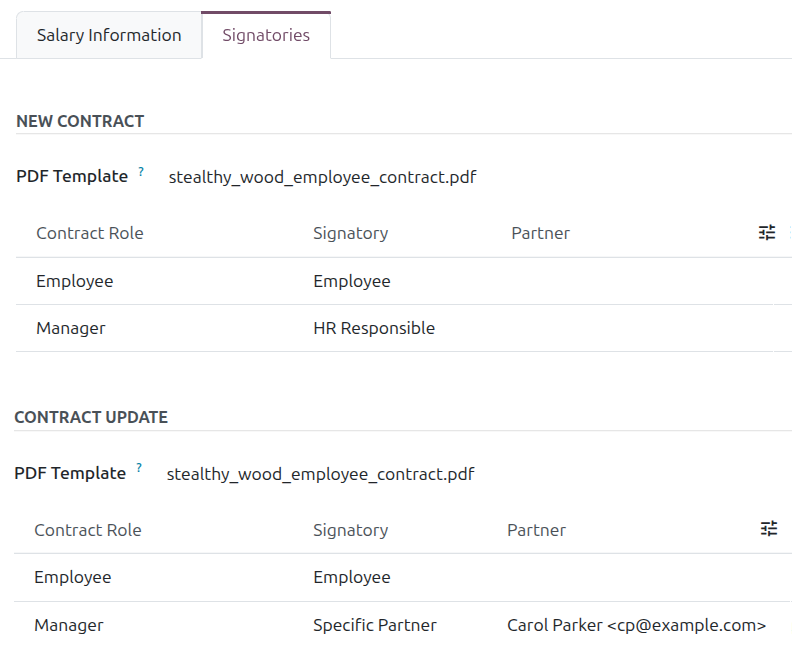 Salary Information Signatories
NEW CONTRACT
PDF Template ? stealthy_wood_employee_contract.pdf
Contract Role Signatory Partner
Employee Employee
Manager HR Responsible
CONTRACT UPDATE
PDF Template ? stealthy_wood_employee_contract.pdf
Contract Role Signatory Partner
Employee Employee
Manager Specific Partner Carol Parker <cp@example.com>